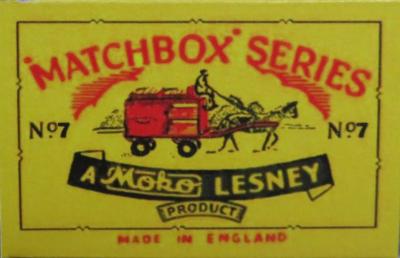 "MATCHBOX" SERIES
Nº7 Nº7
A Moko LESNEY
PRODUCT
MADE IN ENGLAND